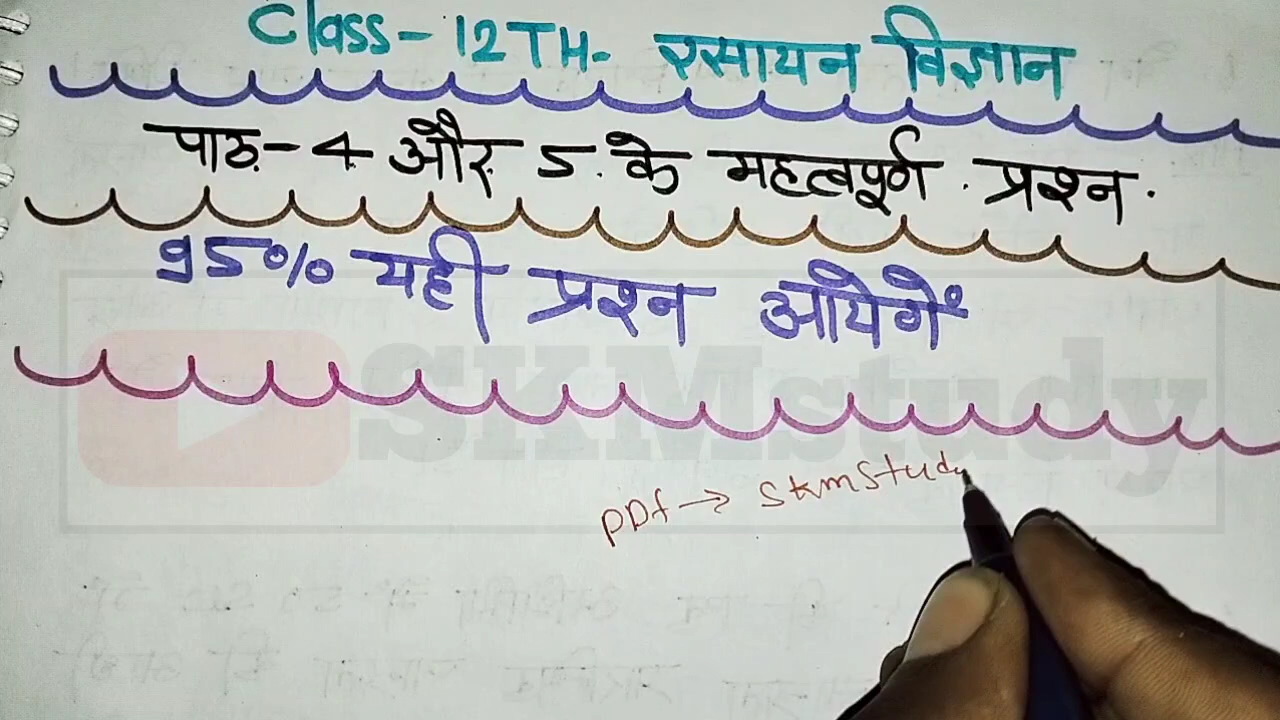 Class-12TH- रसायन विज्ञान
पाठ-4 और 5. के महत्वपूर्ण प्रश्न.
95% यही प्रश्न आयेगें
SKMstudy
PDf→ skmstudy